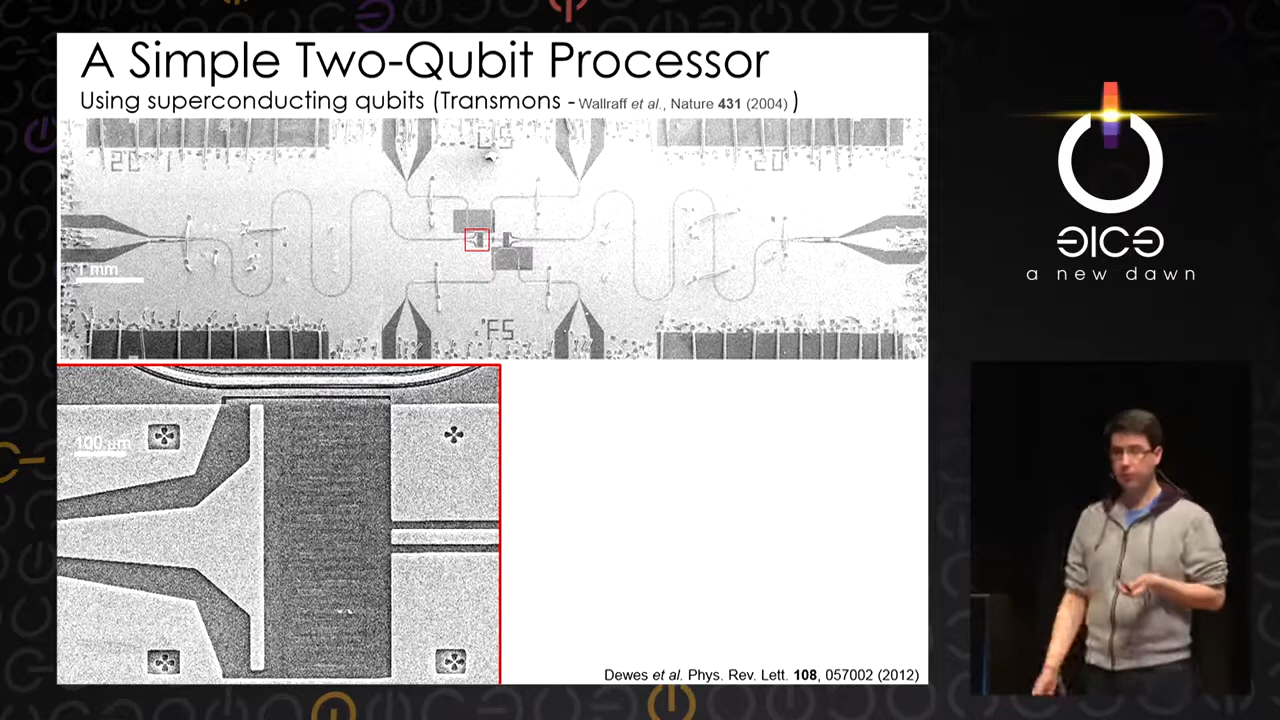 A Simple Two-Qubit Processor
Using superconducting qubits (Transmons - Wallraff et al., Nature 431 (2004) )
1 mm
F5
100 µm
Dewes et al. Phys. Rev. Lett. 108, 057002 (2012)
a new dawn